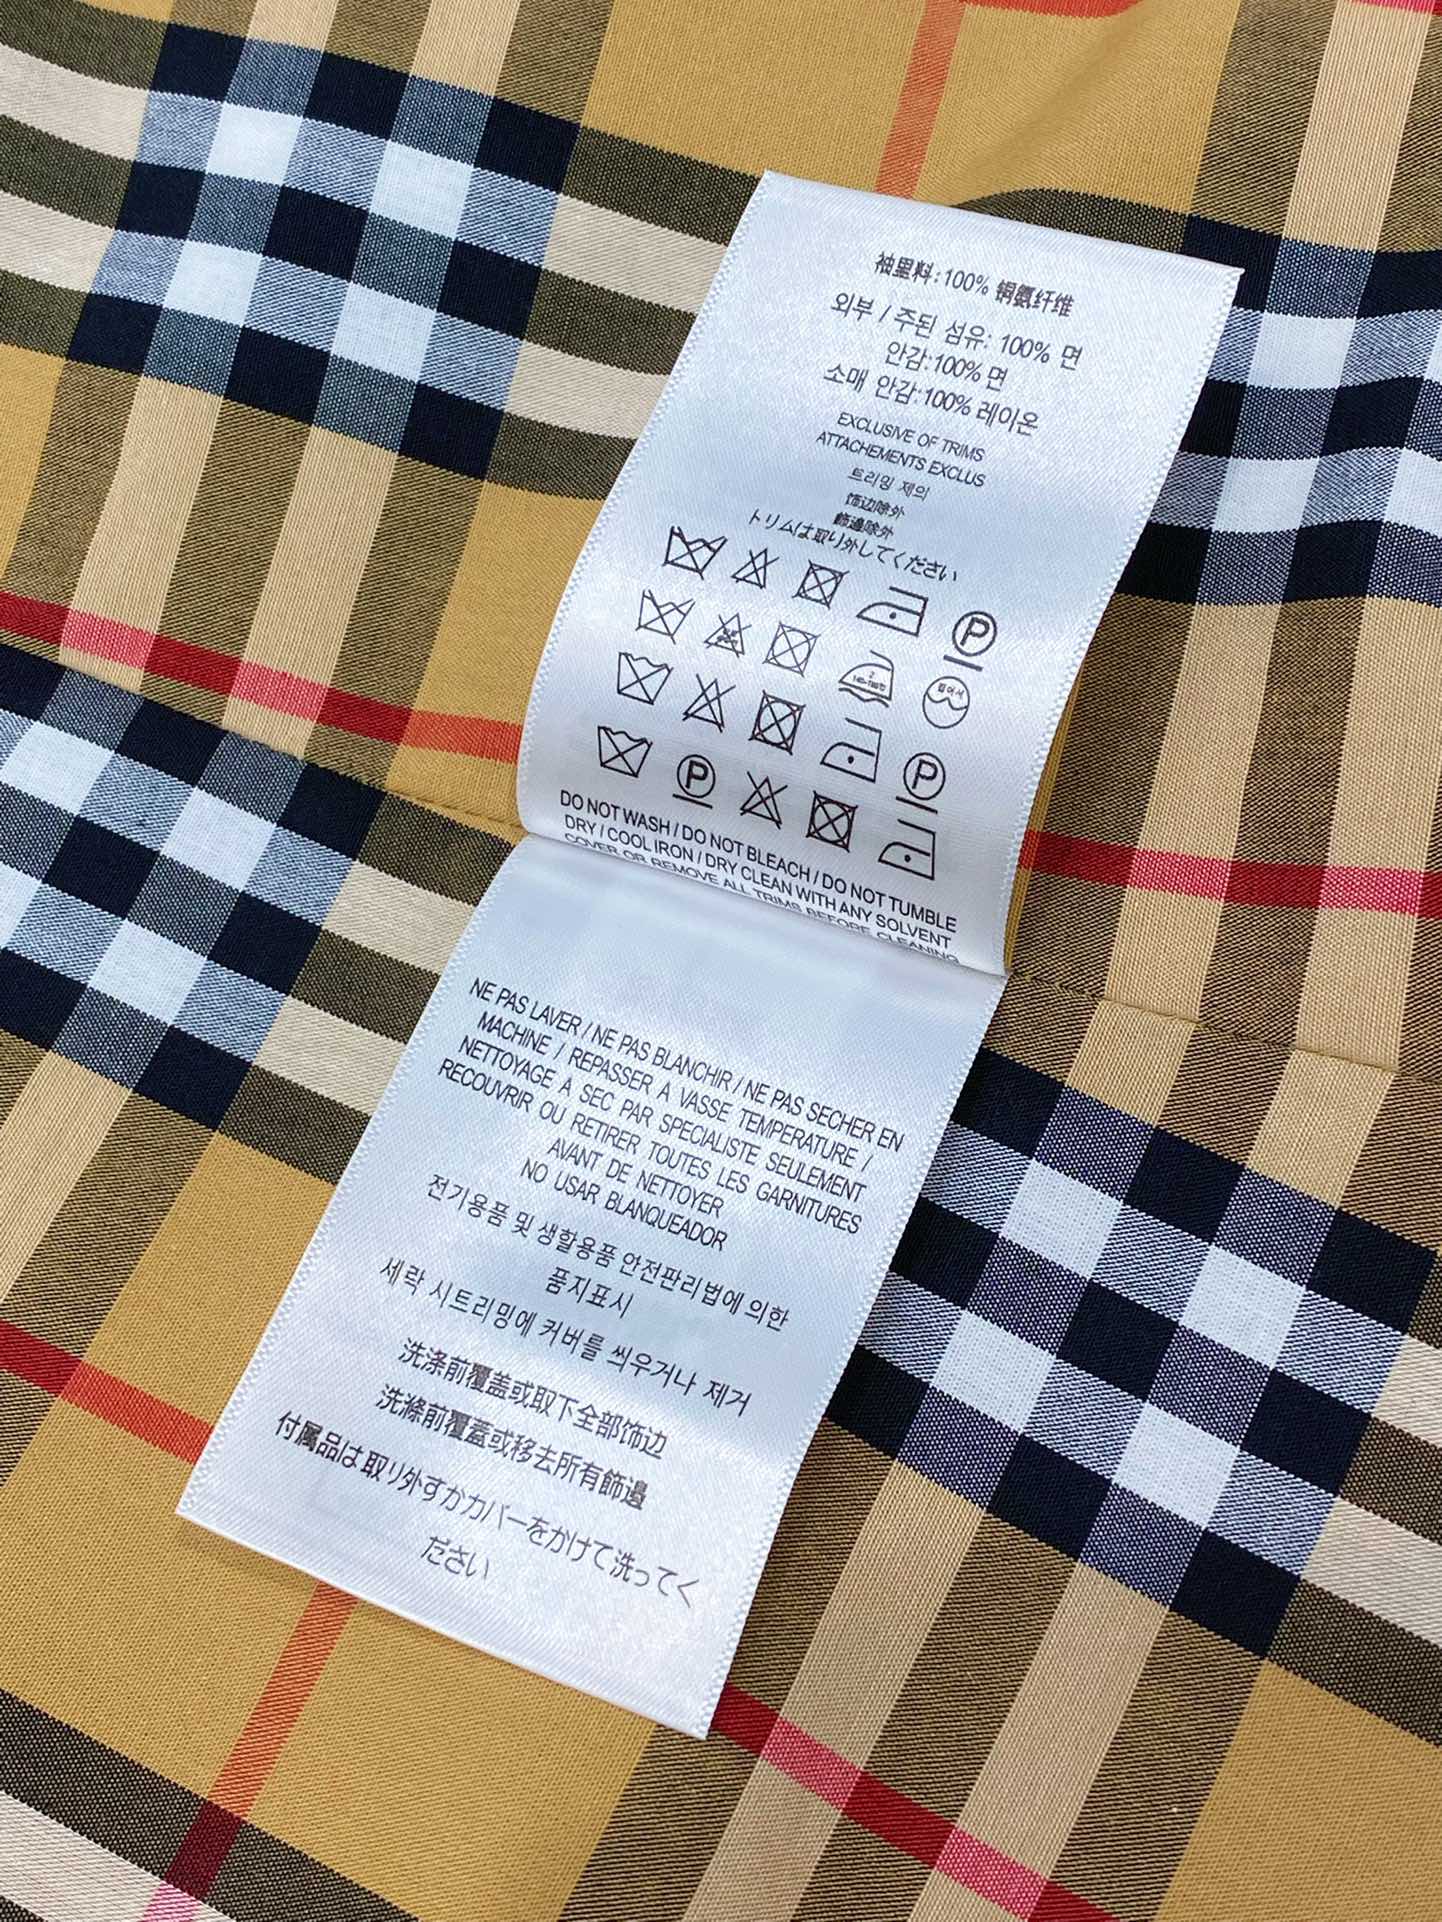 袖里料:100% 铜氨纤维
외부 / 주된 섬유: 100% 면
안감:100% 면
소매 안감:100% 레이온
EXCLUSIVE OF TRIMS
ATTACHEMENTS EXCLUS
트리밍 제의
饰边除外
飾邊除外
トリムは取り外してください
P
P
P
DO NOT WASH / DO NOT BLEACH / DO NOT TUMBLE
DRY / COOL IRON / DRY CLEAN WITH ANY SOLVENT
COVER OR REMOVE ALL TRIMS BEFORE CLEANING
NE PAS LAVER / NE PAS BLANCHIR / NE PAS SECHER EN
MACHINE / REPASSER A VASSE TEMPERATURE /
NETTOYAGE À SEC PAR SPECIALISTE SEULEMENT
RECOUVRIR OU RETIRER TOUTES LES GARNITURES
AVANT DE NETTOYER
NO USAR BLANQUEADOR
전기용품 및 생활용품 안전관리법에 의한
품지표시
세락 시트리밍에 커버를 씌우거나 제거
洗涤前覆盖或取下全部饰边
洗滌前覆蓋或移去所有飾邊
付属品は取り外すかカバーをかけて洗ってく
ださい